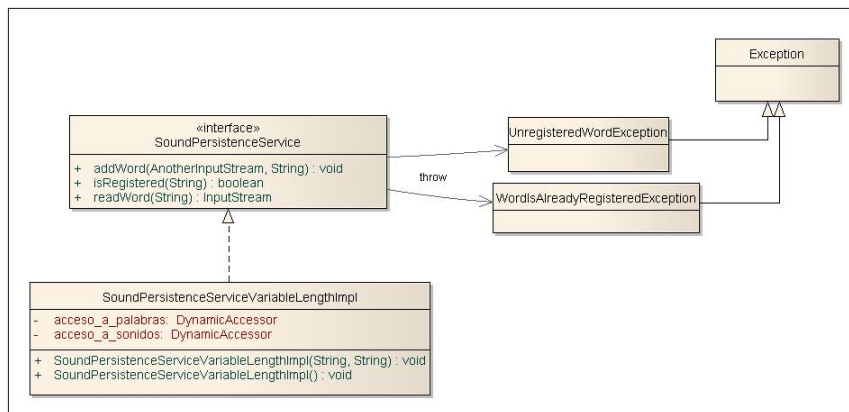 Exception
«interface»
SoundPersistenceService
+ addWord(AnotherInputStream, String) : void
+ isRegistered(String) : boolean
+ readWord(String) : InputStream
UnregisteredWordException
throw
WordIsAlreadyRegisteredException
SoundPersistenceServiceVariableLengthImpl
- acceso_a_palabras: DynamicAccessor
- acceso_a_sonidos: DynamicAccessor
+ SoundPersistenceServiceVariableLengthImpl(String, String) : void
+ SoundPersistenceServiceVariableLengthImpl() : void